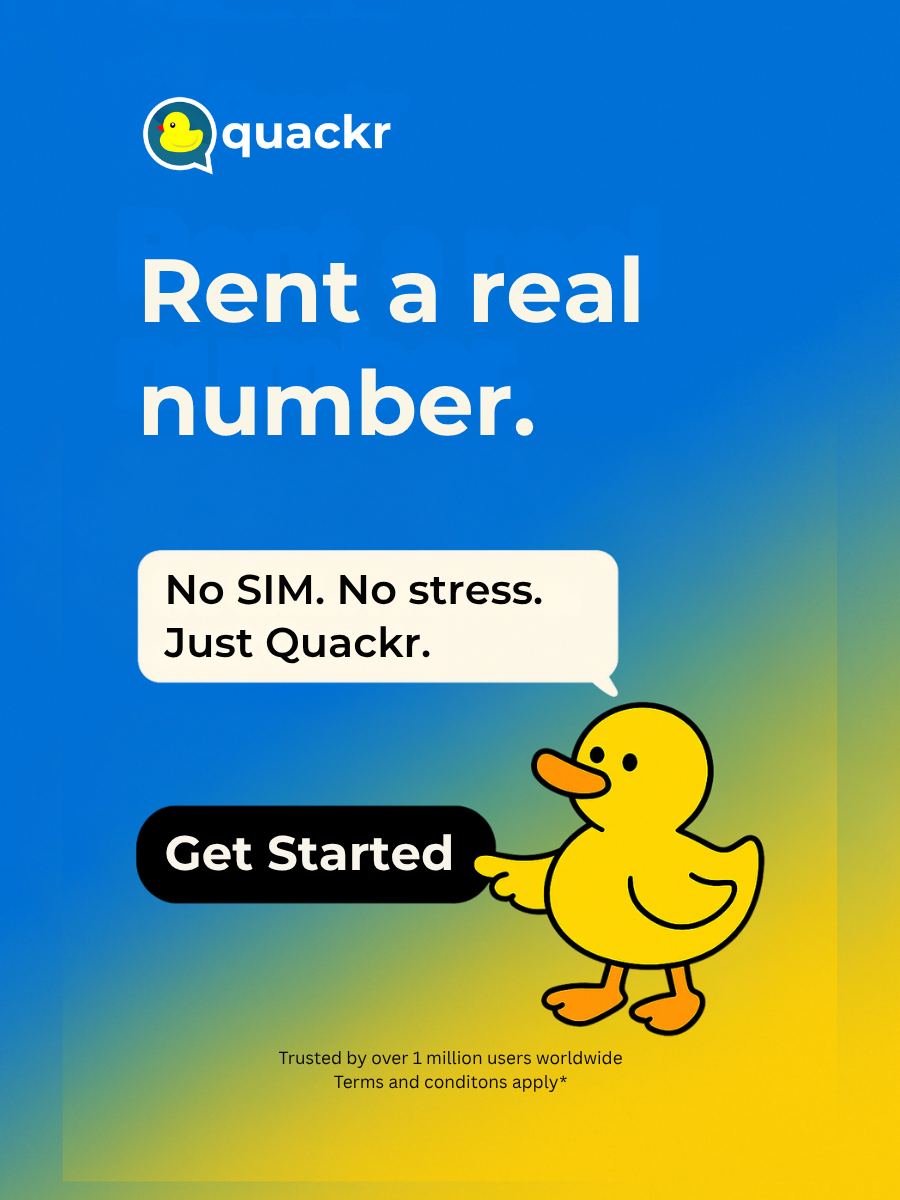 quackr
Rent a real
number.
No SIM. No stress.
Just Quackr.
Get Started
Trusted by over 1 million users worldwide
Terms and conditons apply*